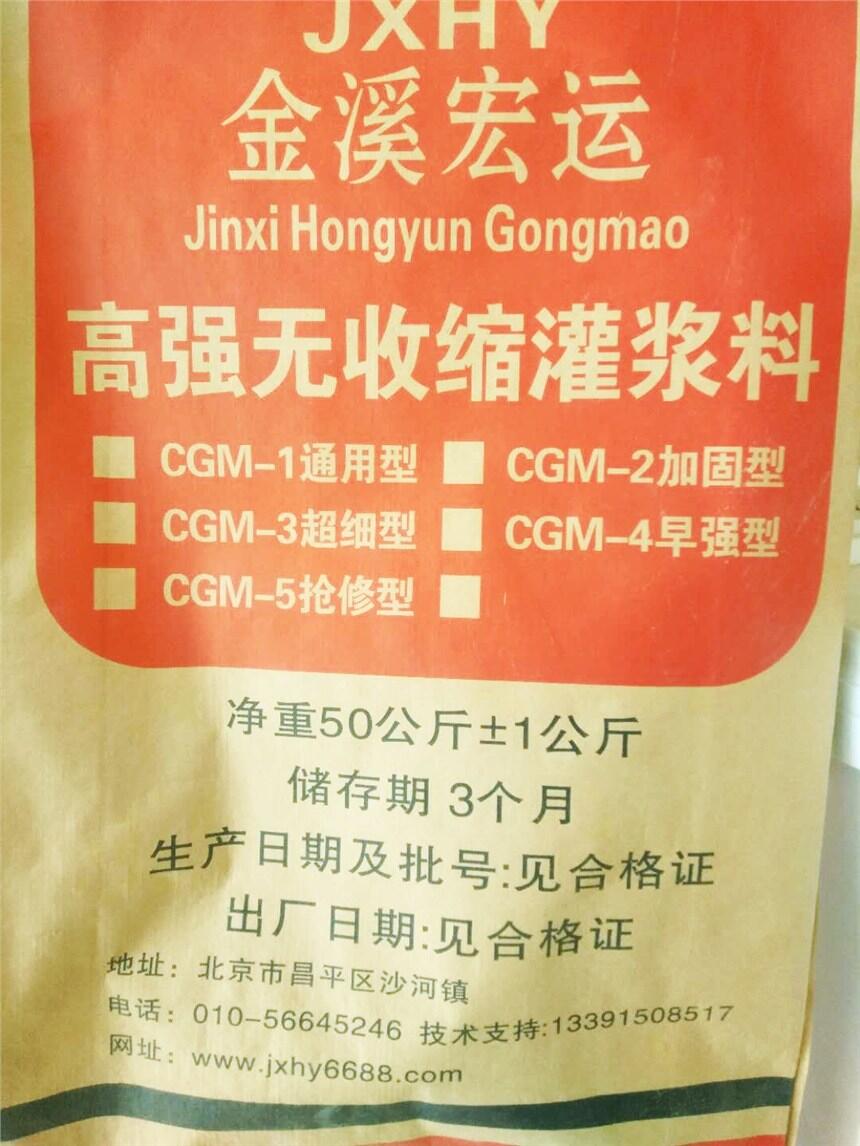 JXHY
金溪宏运
Jinxi Hongyun Gongmao
高强无收缩灌浆料
CGM-1通用型 CGM-2加固型
CGM-3超细型 CGM-4早强型
CGM-5抢修型
净重50公斤±1公斤
储存期 3个月
生产日期及批号:见合格证
出厂日期:见合格证
地址：北京市昌平区沙河镇
电话：010-56645246 技术支持:13391508517
网址：www.jxhy6688.com